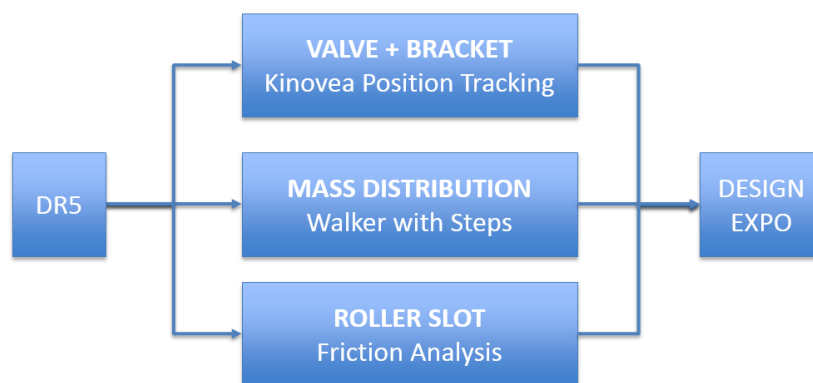 VALVE + BRACKET
Kinovea Position Tracking
DR5
MASS DISTRIBUTION
Walker with Steps
DESIGN
EXPO
ROLLER SLOT
Friction Analysis